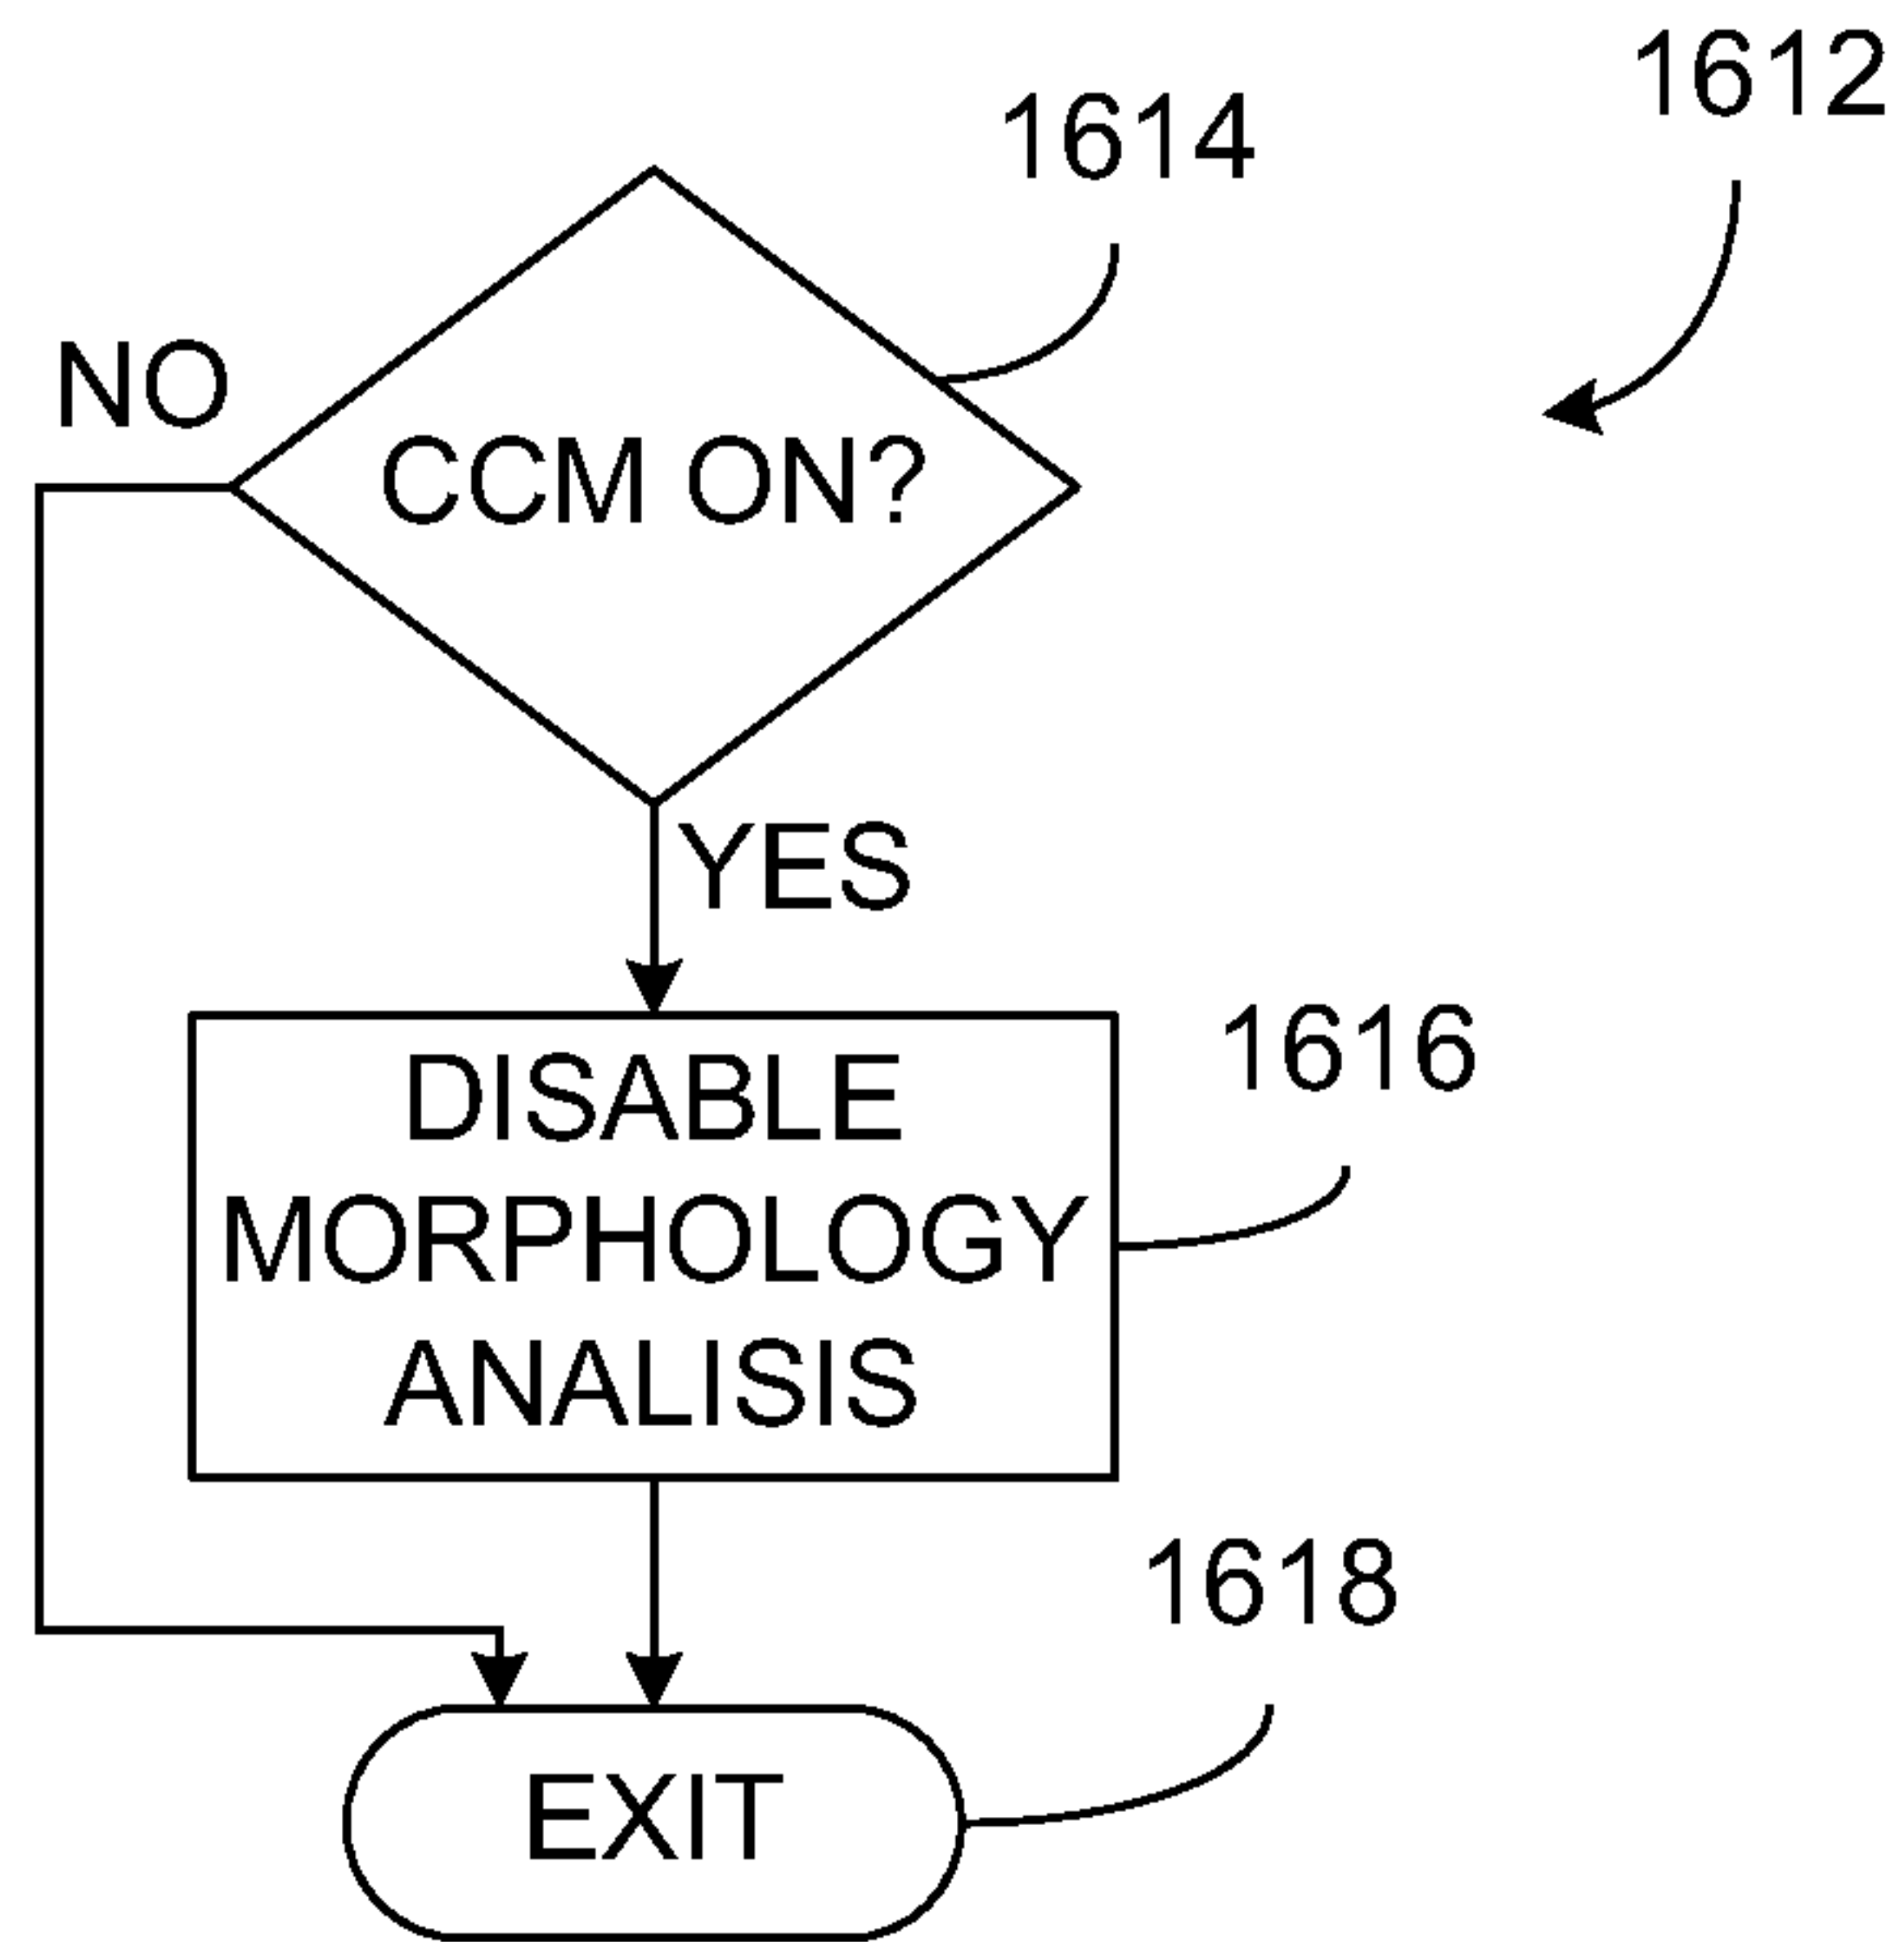 1612
1614
NO
CCM ON?
YES
DISABLE
MORPHOLOGY
ANALISIS
1616
1618
EXIT